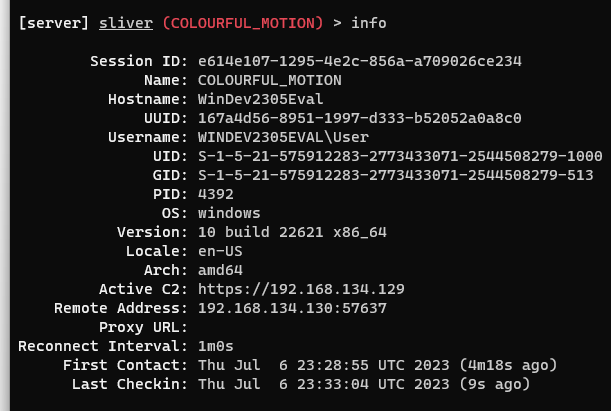 [server] sliver (COLOURFUL_MOTION) > info
Session ID: e614e107-1295-4e2c-856a-a709026ce234
Name: COLOURFUL_MOTION
Hostname: WinDev2305Eval
UUID: 167a4d56-8951-1997-d333-b52052a0a8c0
Username: WINDEV2305EVAL\User
UID: S-1-5-21-575912283-2773433071-2544508279-1000
GID: S-1-5-21-575912283-2773433071-2544508279-513
PID: 4392
OS: windows
Version: 10 build 22621 x86_64
Locale: en-US
Arch: amd64
Active C2: https://192.168.134.129
Remote Address: 192.168.134.130:57637
Proxy URL:
Reconnect Interval: 1m0s
First Contact: Thu Jul  6 23:28:55 UTC 2023 (4m18s ago)
Last Checkin: Thu Jul  6 23:33:04 UTC 2023 (9s ago)